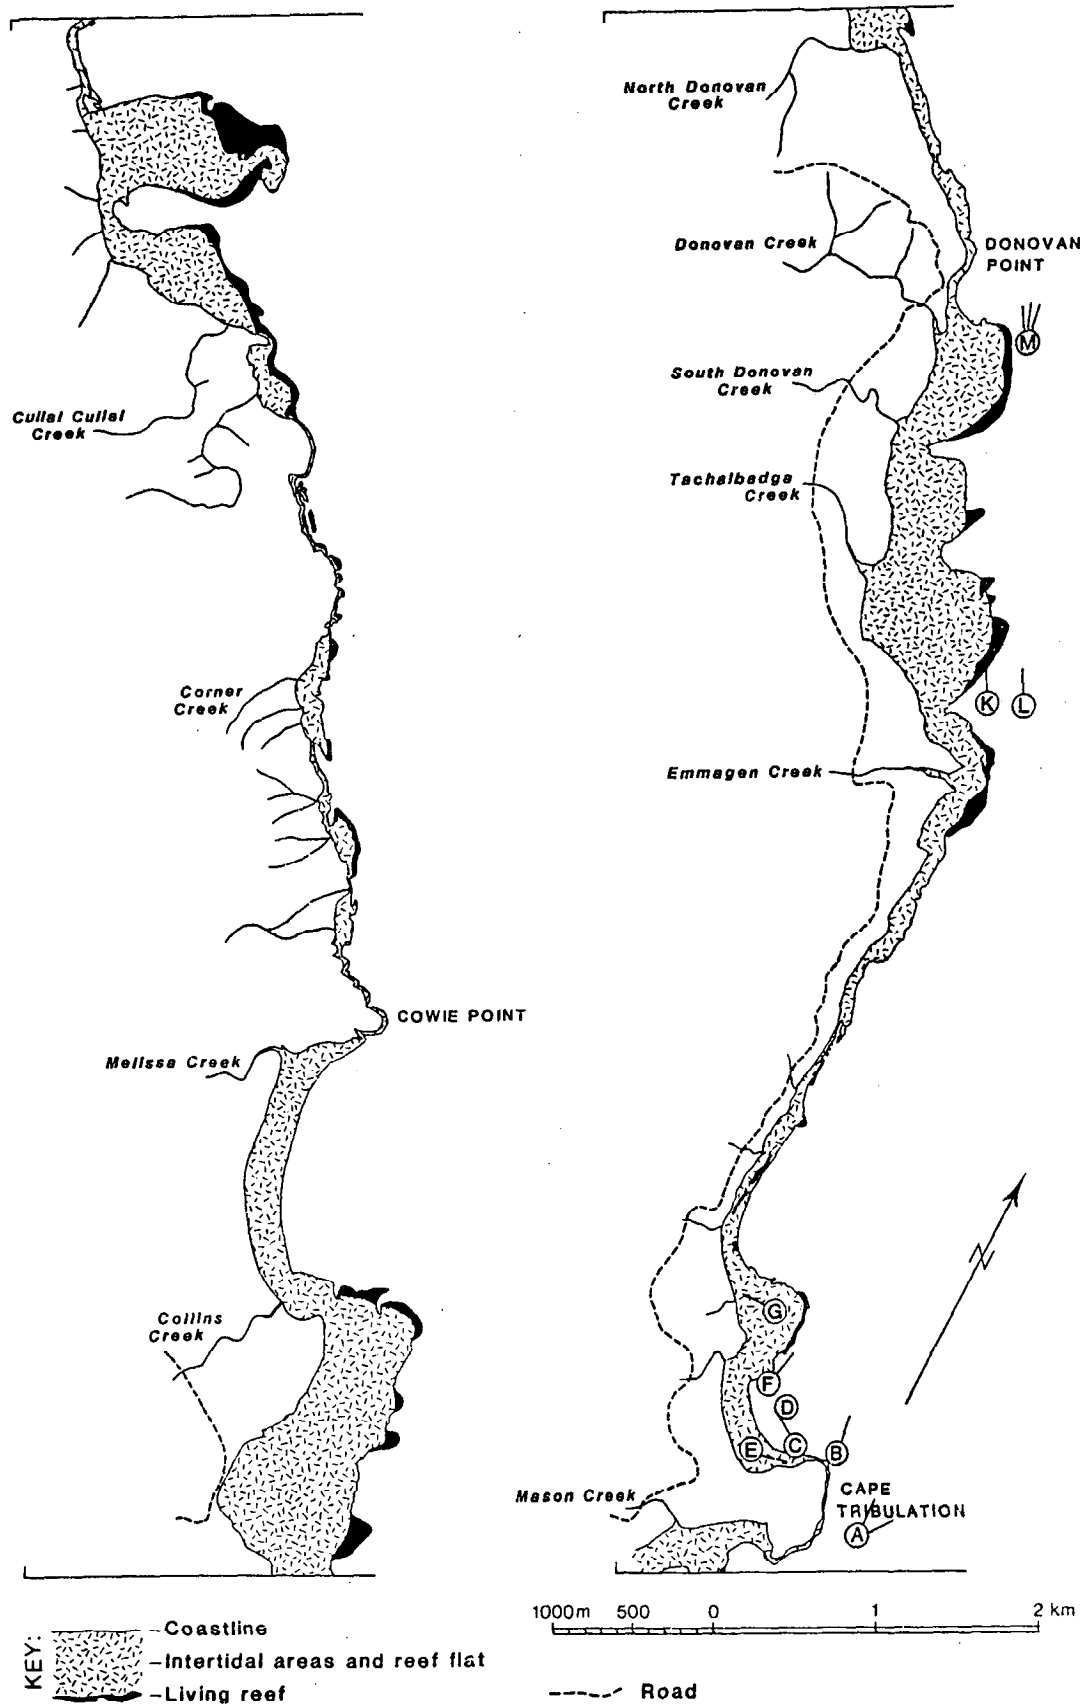 Cullal Cullal
Creek
Corner
Creek
COWIE POINT
Melissa Creek
Collins
Creek
North Donovan
Creek
Donovan Creek
DONOVAN
POINT
M
South Donovan
Creek
Tachalbadga
Creek
K
L
Emmagen Creek
N
G
F
D
E
C
B
Mason Creek
CAPE
TRIBULATION
A
KEY:
Coastline
Intertidal areas and reef flat
Living reef
1000m 500 0 1 2 km
Road